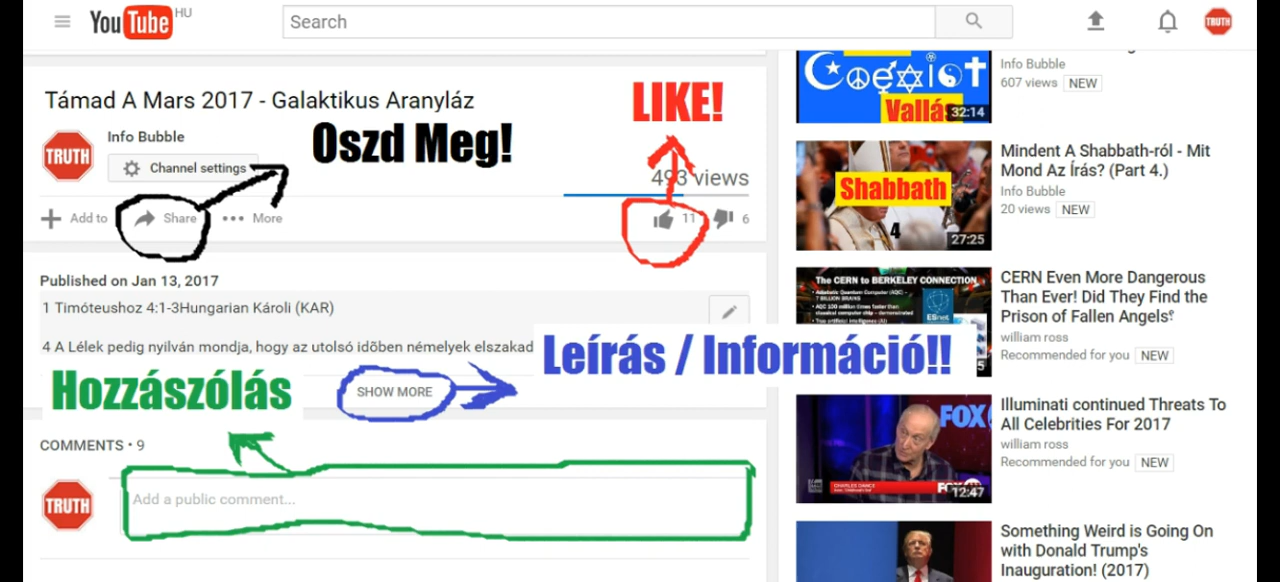 YouTube HU
Search
TRUTH
Támad A Mars 2017 - Galaktikus Aranyláz
TRUTH
Info Bubble
Channel settings
Oszd Meg!
LIKE!
493 views
Add to
Share
More
11
6
Published on Jan 13, 2017
1 Timóteushoz 4:1-3Hungarian Károli (KAR)
4 A Lélek pedig nyilván mondja, hogy az utolsó idõben némelyek elszakad
Leírás / Információ!!
SHOW MORE
Hozzászólás
COMMENTS • 9
TRUTH
Add a public comment...
COEXIST
Vallás
32:14
Info Bubble
607 views NEW
Shabbath
4
27:25
Mindent A Shabbath-ról - Mit
Mond Az Írás? (Part 4.)
Info Bubble
20 views NEW
The CERN to BERKELEY CONNECTION
ESnet
5
CERN Even More Dangerous
Than Ever! Did They Find the
Prison of Fallen Angels‽
william ross
Recommended for you NEW
FOX
CHARLES DANCE
12:47
Illuminati continued Threats To
All Celebrities For 2017
william ross
Recommended for you NEW
Something Weird is Going On
with Donald Trump's
Inauguration! (2017)